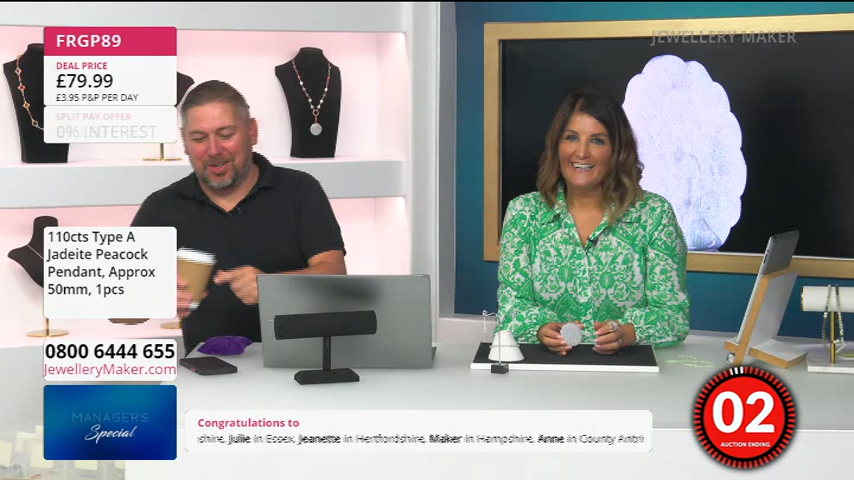 FRGP89
DEAL PRICE
£79.99
£3.95 P&P PER DAY
SPLIT PAY OFFER
0% INTEREST
110cts Type A
Jadeite Peacock
Pendant, Approx
50mm, 1pcs
0800 6444 655
JewelleryMaker.com
MANAGERS
Special
JEWELLERY MAKER
Congratulations to
shire, Julie in Essex, Jeanette in Hertfordshire, Maker in Hampshire, Anne in County Antri
02
AUCTION ENDING